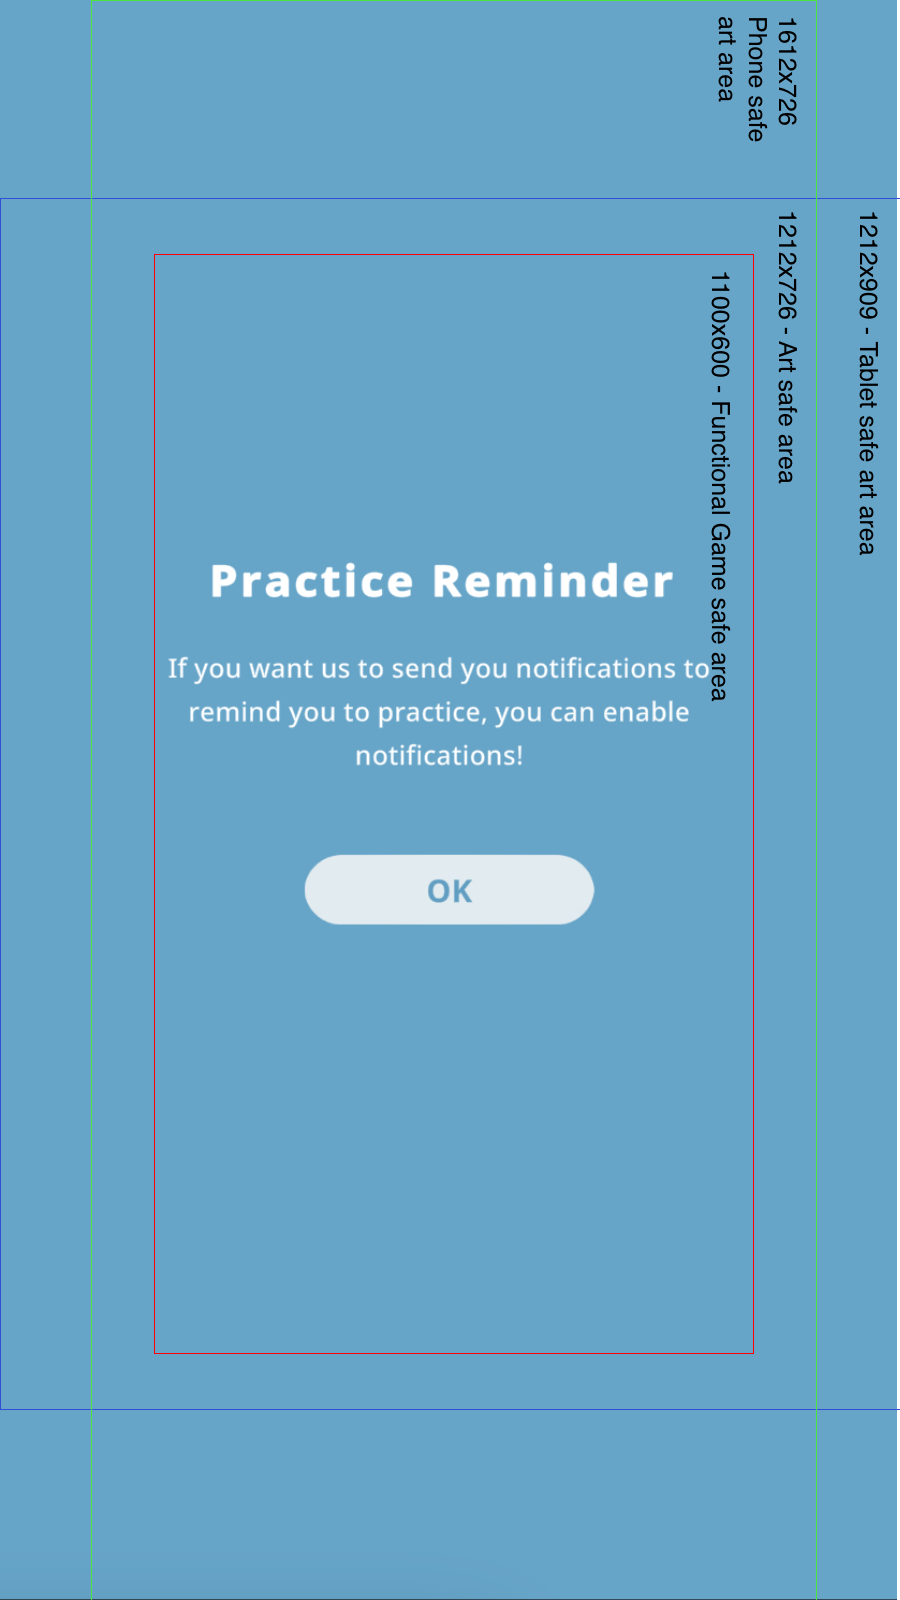 1612x726
Phone safe
art area
1212x726 - Art safe area
1212x909 - Tablet safe art area
1100x600 - Functional Game safe area
Practice Reminder
If you want us to send you notifications to
remind you to practice, you can enable
notifications!
OK